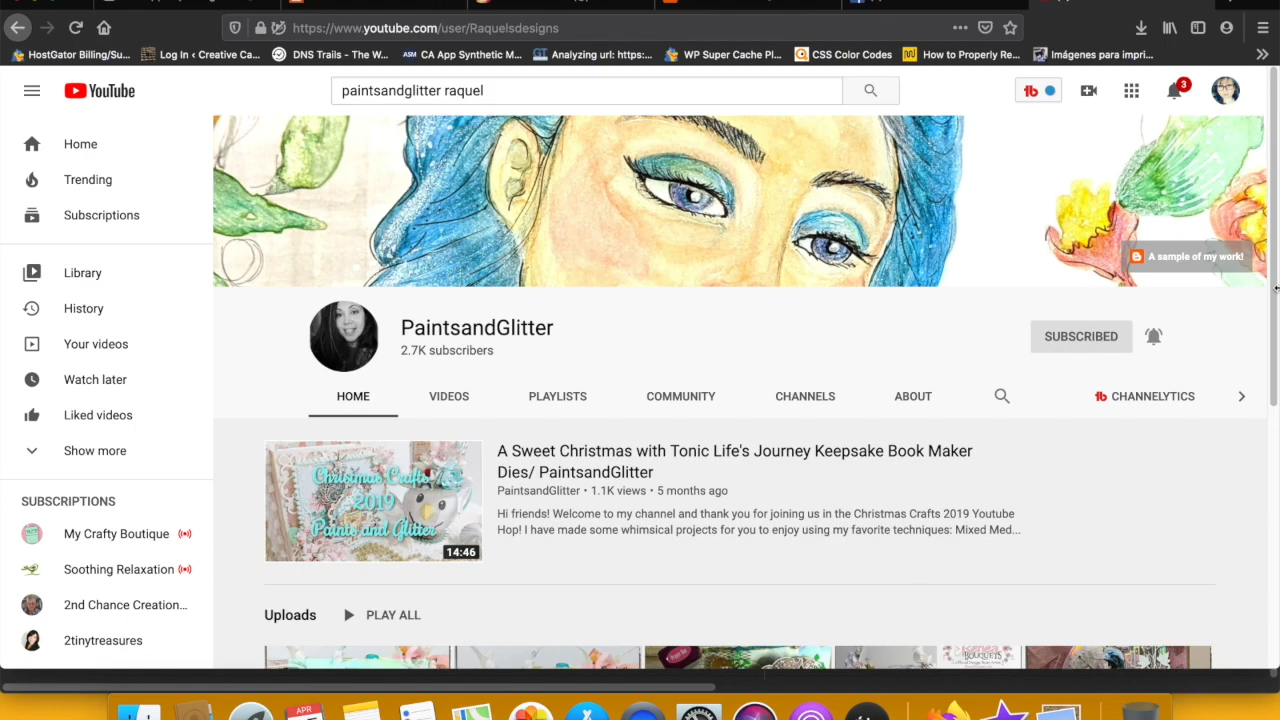 https://www.youtube.com/user/Raquelsdesigns
HostGator Billing/Su... Log In ‹ Creative Ca... DNS Trails - The W... ASM CA App Synthetic M... GT Analyzing url: https:... WP Super Cache Pl... CSS Color Codes How to Properly Re... Imágenes para impri...
YouTube
paintsandglitter raquel
tb
3
Home
Trending
Subscriptions
Library
History
Your videos
Watch later
Liked videos
Show more
SUBSCRIPTIONS
My Crafty Boutique
Soothing Relaxation
2nd Chance Creation...
2tinytreasures
A sample of my work!
PaintsandGlitter
2.7K subscribers
SUBSCRIBED
HOME VIDEOS PLAYLISTS COMMUNITY CHANNELS ABOUT tb CHANNELYTICS
Christmas Crafts
2019
Paints and Glitter
14:46
A Sweet Christmas with Tonic Life's Journey Keepsake Book Maker
Dies/ PaintsandGlitter
PaintsandGlitter • 1.1K views • 5 months ago
Hi friends! Welcome to my channel and thank you for joining us in the Christmas Crafts 2019 Youtube
Hop! I have made some whimsical projects for you to enjoy using my favorite techniques: Mixed Med...
Uploads PLAY ALL
BOUQUETS
APR